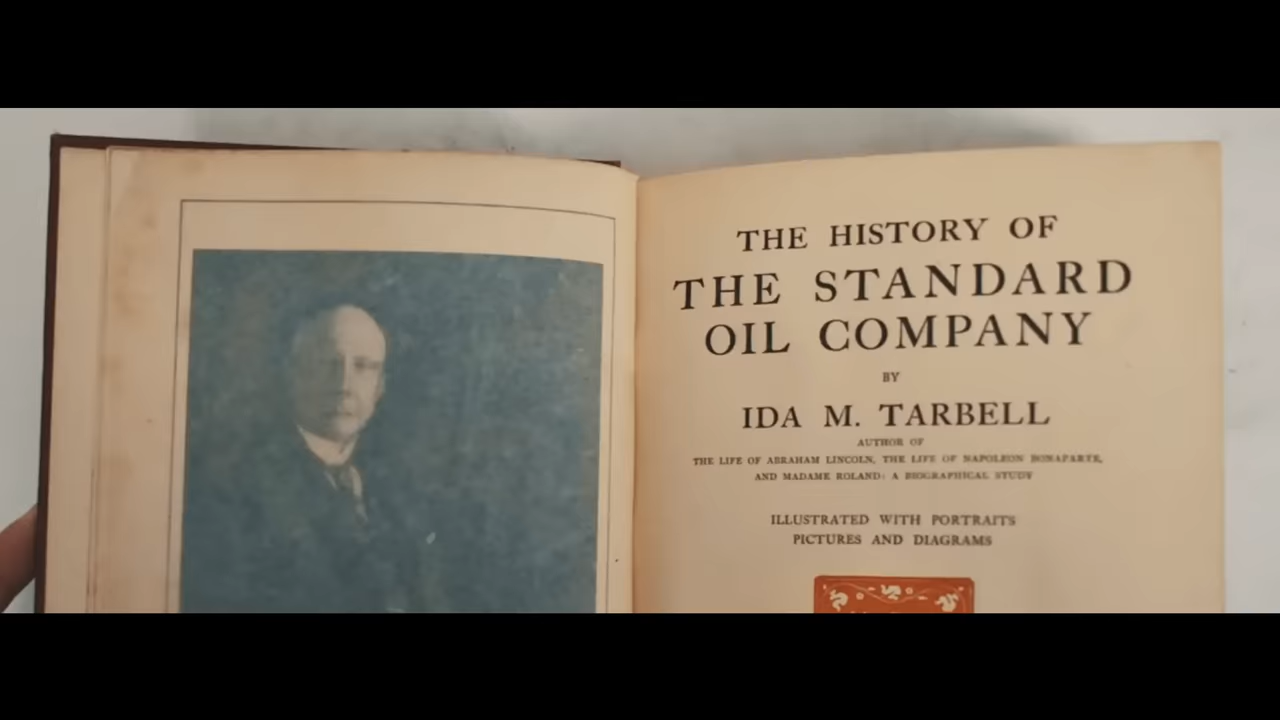 THE HISTORY OF
THE STANDARD
OIL COMPANY
BY
IDA M. TARBELL
AUTHOR OF
THE LIFE OF ABRAHAM LINCOLN, THE LIFE OF NAPOLEON BONAPARTE,
AND MADAME ROLAND: A BIOGRAPHICAL STUDY
ILLUSTRATED WITH PORTRAITS
PICTURES AND DIAGRAMS